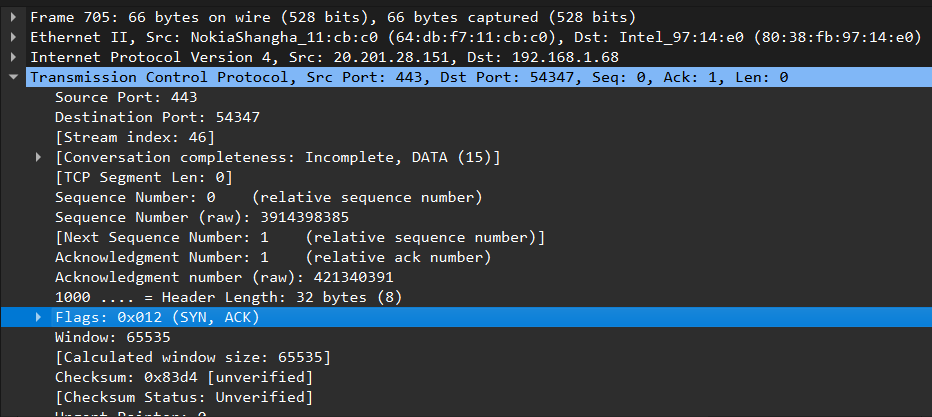 Frame 705: 66 bytes on wire (528 bits), 66 bytes captured (528 bits)
Ethernet II, Src: NokiaShangha_11:cb:c0 (64:db:f7:11:cb:c0), Dst: Intel_97:14:e0 (80:38:fb:97:14:e0)
Internet Protocol Version 4, Src: 20.201.28.151, Dst: 192.168.1.68
Transmission Control Protocol, Src Port: 443, Dst Port: 54347, Seq: 0, Ack: 1, Len: 0
Source Port: 443
Destination Port: 54347
[Stream index: 46]
[Conversation completeness: Incomplete, DATA (15)]
[TCP Segment Len: 0]
Sequence Number: 0    (relative sequence number)
Sequence Number (raw): 3914398385
[Next Sequence Number: 1    (relative sequence number)]
Acknowledgment Number: 1    (relative ack number)
Acknowledgment number (raw): 421340391
1000 .... = Header Length: 32 bytes (8)
Flags: 0x012 (SYN, ACK)
Window: 65535
[Calculated window size: 65535]
Checksum: 0x83d4 [unverified]
[Checksum Status: Unverified]
Urgent Pointer: 0